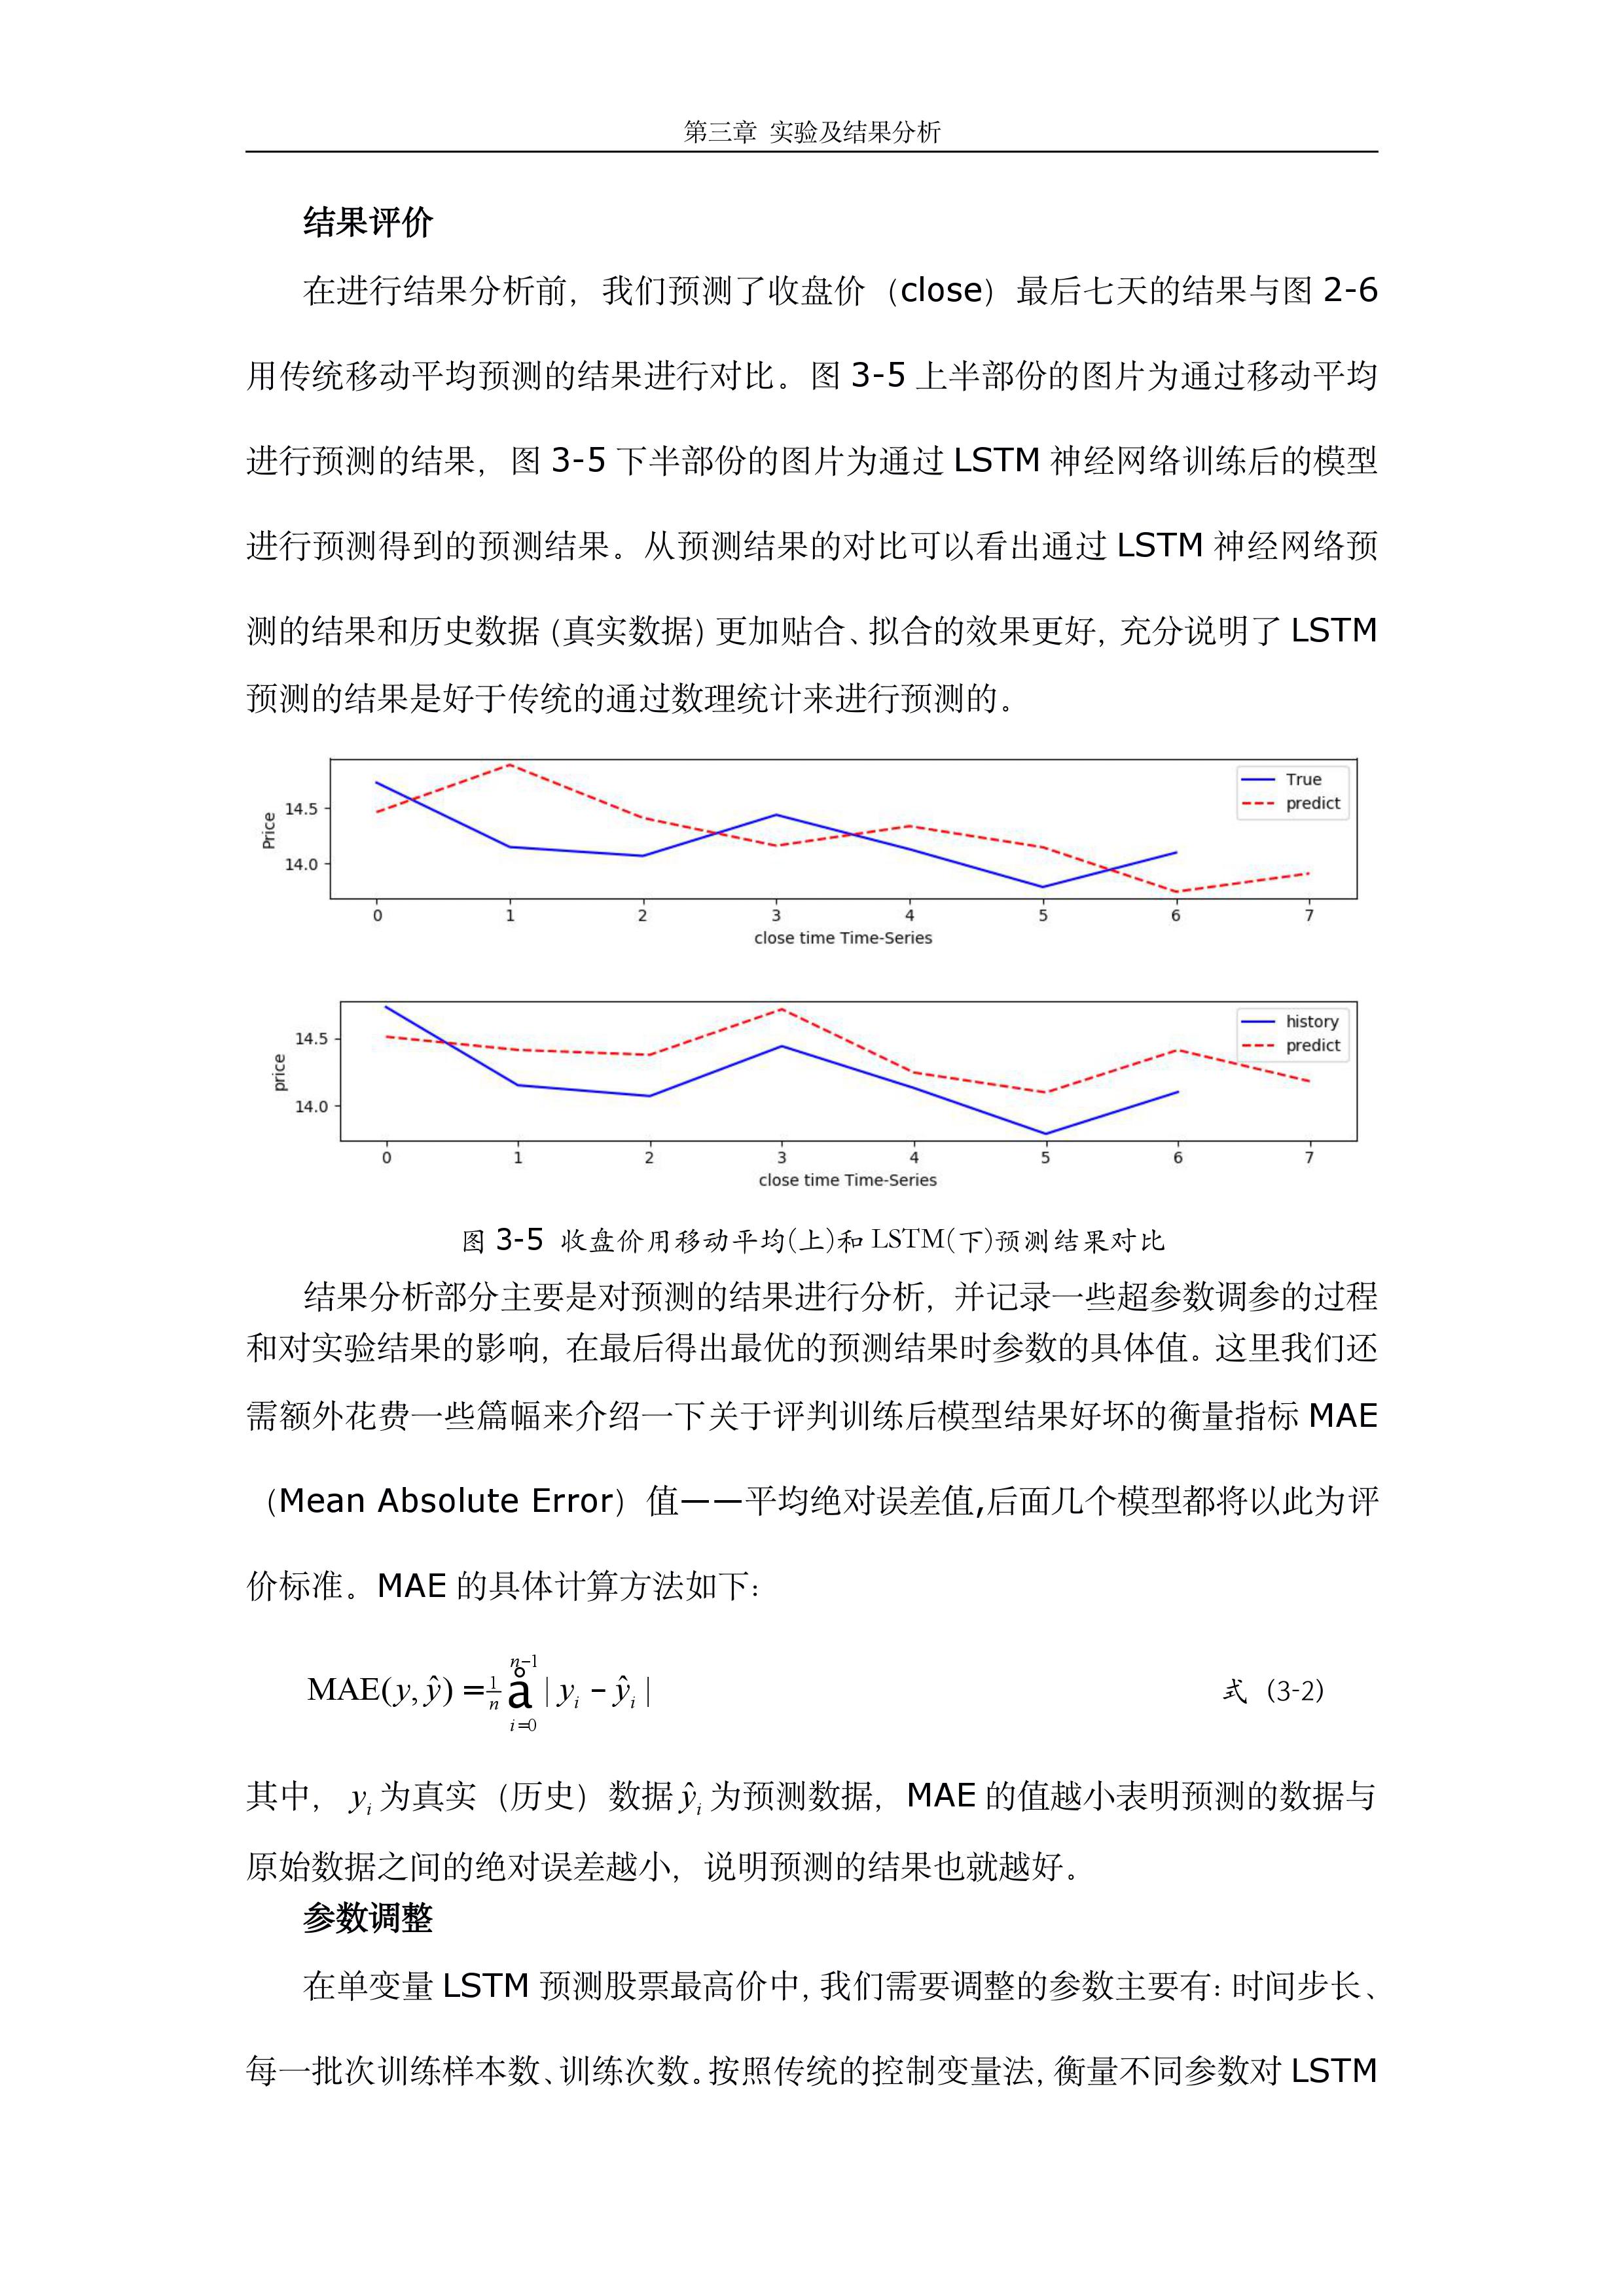 第三章 实验及结果分析
结果评价
在进行结果分析前，我们预测了收盘价（close）最后七天的结果与图 2-6
用传统移动平均预测的结果进行对比。图 3-5 上半部份的图片为通过移动平均
进行预测的结果，图 3-5 下半部份的图片为通过 LSTM 神经网络训练后的模型
进行预测得到的预测结果。从预测结果的对比可以看出通过 LSTM 神经网络预
测的结果和历史数据(真实数据)更加贴合、拟合的效果更好，充分说明了 LSTM
预测的结果是好于传统的通过数理统计来进行预测的。
True
predict
Price
14.5
14.0
0 1 2 3 4 5 6 7
close time Time-Series
history
predict
price
14.5
14.0
0 1 2 3 4 5 6 7
close time Time-Series
图 3-5 收盘价用移动平均(上)和 LSTM(下)预测结果对比
结果分析部分主要是对预测的结果进行分析，并记录一些超参数调参的过程
和对实验结果的影响，在最后得出最优的预测结果时参数的具体值。这里我们还
需额外花费一些篇幅来介绍一下关于评判训练后模型结果好坏的衡量指标 MAE
（Mean Absolute Error）值——平均绝对误差值,后面几个模型都将以此为评
价标准。MAE 的具体计算方法如下：
MAE(y, ŷ) = 1/n å n−1 i=0 | y_i − ŷ_i | 式（3-2）
其中， y_i 为真实（历史）数据 ŷ_i 为预测数据，MAE 的值越小表明预测的数据与
原始数据之间的绝对误差越小，说明预测的结果也就越好。
参数调整
在单变量 LSTM 预测股票最高价中，我们需要调整的参数主要有：时间步长、
每一批次训练样本数、训练次数。按照传统的控制变量法，衡量不同参数对 LSTM